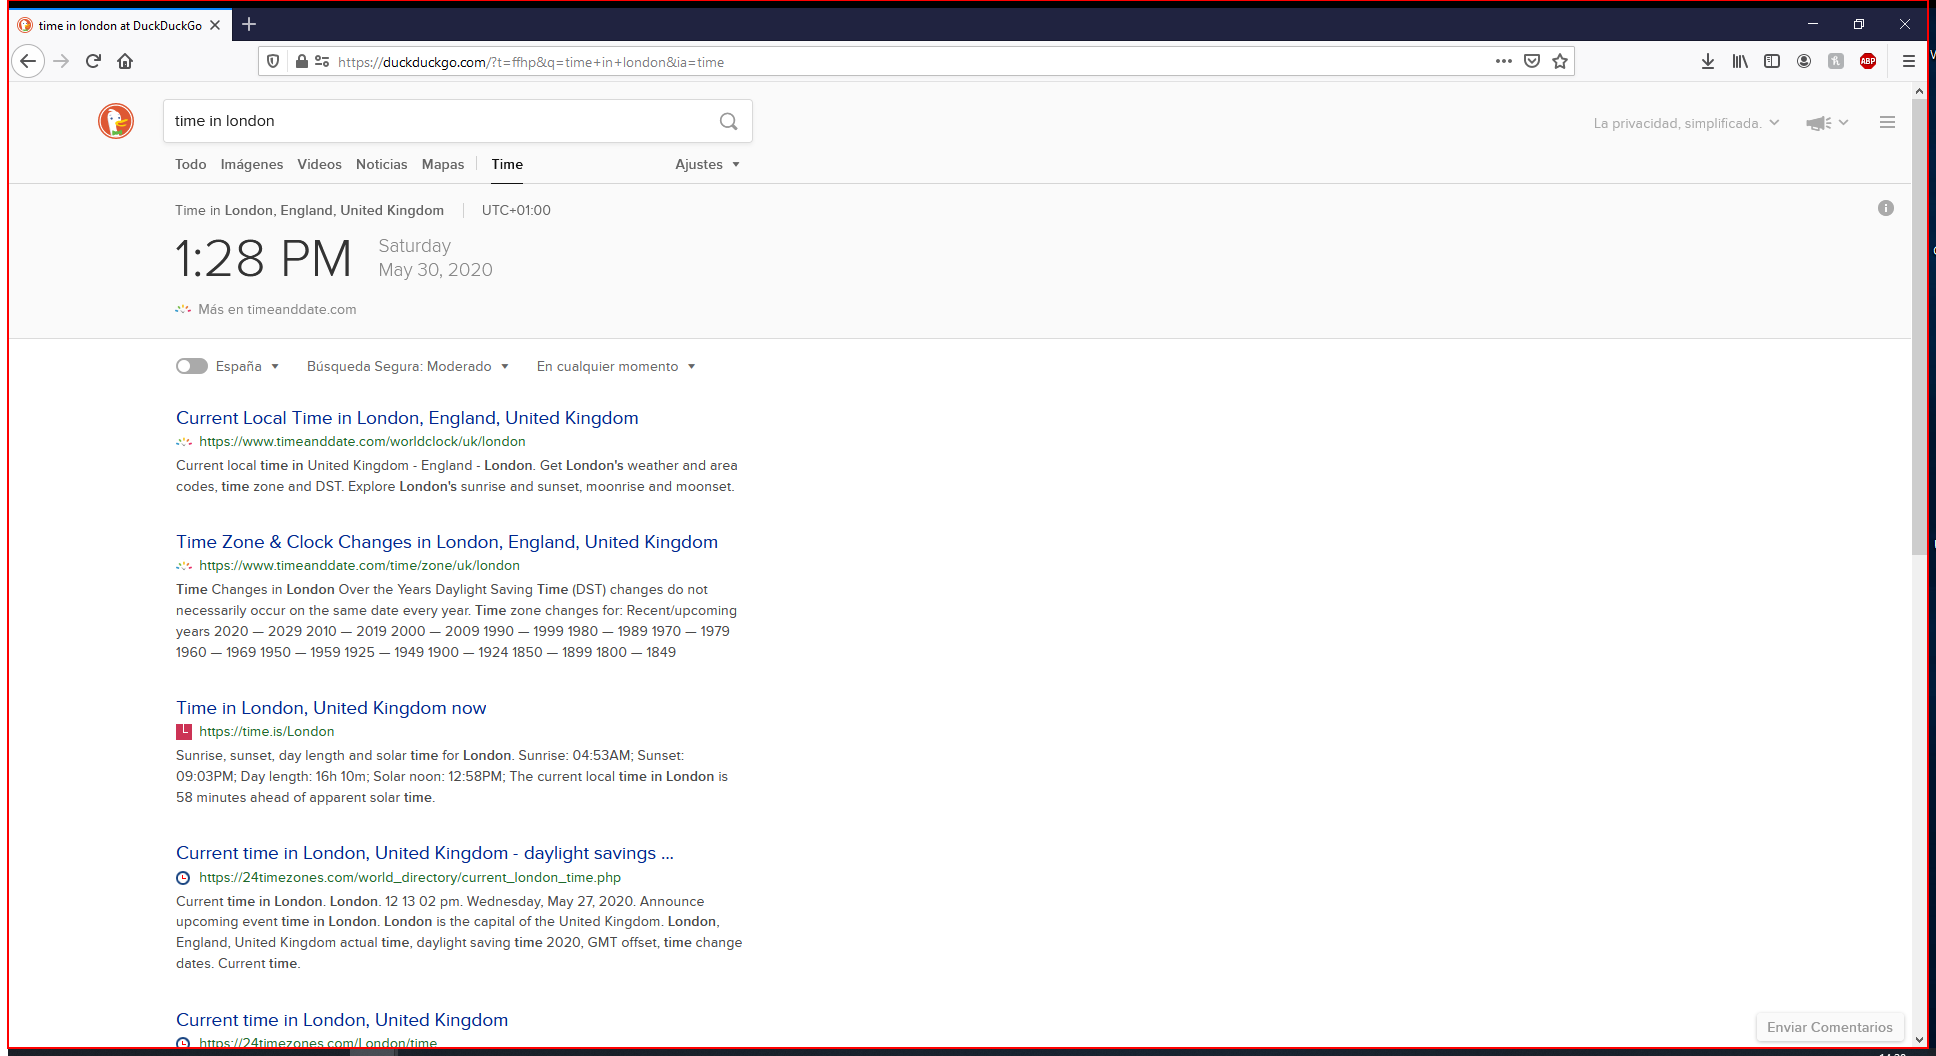 time in london at DuckDuckGo
https://duckduckgo.com/?t=ffhp&q=time+in+london&ia=time
ABP
time in london
La privacidad, simplificada.
Todo Imágenes Videos Noticias Mapas Time Ajustes
Time in London, England, United Kingdom UTC+01:00
1:28 PM
Saturday
May 30, 2020
Más en timeanddate.com
España Búsqueda Segura: Moderado En cualquier momento
Current Local Time in London, England, United Kingdom
https://www.timeanddate.com/worldclock/uk/london
Current local time in United Kingdom - England - London. Get London's weather and area
codes, time zone and DST. Explore London's sunrise and sunset, moonrise and moonset.
Time Zone & Clock Changes in London, England, United Kingdom
https://www.timeanddate.com/time/zone/uk/london
Time Changes in London Over the Years Daylight Saving Time (DST) changes do not
necessarily occur on the same date every year. Time zone changes for: Recent/upcoming
years 2020 — 2029 2010 — 2019 2000 — 2009 1990 — 1999 1980 — 1989 1970 — 1979
1960 — 1969 1950 — 1959 1925 — 1949 1900 — 1924 1850 — 1899 1800 — 1849
Time in London, United Kingdom now
https://time.is/London
Sunrise, sunset, day length and solar time for London. Sunrise: 04:53AM; Sunset:
09:03PM; Day length: 16h 10m; Solar noon: 12:58PM; The current local time in London is
58 minutes ahead of apparent solar time.
Current time in London, United Kingdom - daylight savings ...
https://24timezones.com/world_directory/current_london_time.php
Current time in London. London. 12 13 02 pm. Wednesday, May 27, 2020. Announce
upcoming event time in London. London is the capital of the United Kingdom. London,
England, United Kingdom actual time, daylight saving time 2020, GMT offset, time change
dates. Current time.
Current time in London, United Kingdom
https://24timezones.com/London/time
Enviar Comentarios